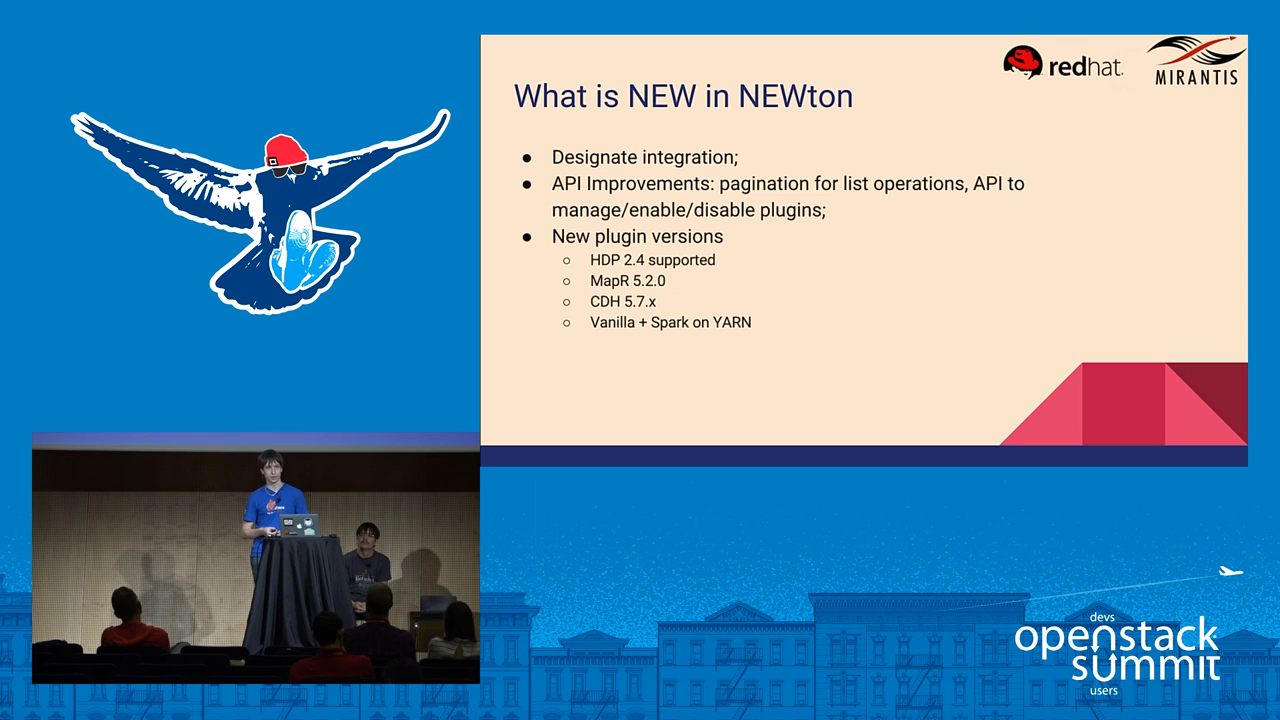 redhat.
MIRANTIS
What is NEW in NEWton
● Designate integration;
● API Improvements: pagination for list operations, API to
manage/enable/disable plugins;
● New plugin versions
○ HDP 2.4 supported
○ MapR 5.2.0
○ CDH 5.7.x
○ Vanilla + Spark on YARN
devs
openstack
summit
users